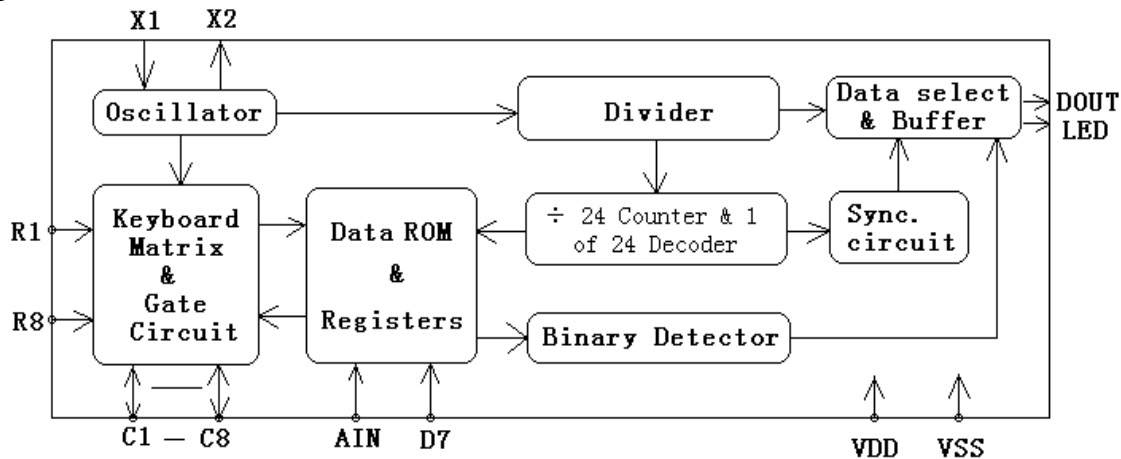 X1 X2
Oscillator
Divider
Data select
& Buffer
DOUT
LED
R1
R8
Keyboard
Matrix
&
Gate
Circuit
Data ROM
&
Registers
÷ 24 Counter & 1
of 24 Decoder
Sync.
circuit
Binary Detector
C1 — C8
AIN
D7
VDD
VSS